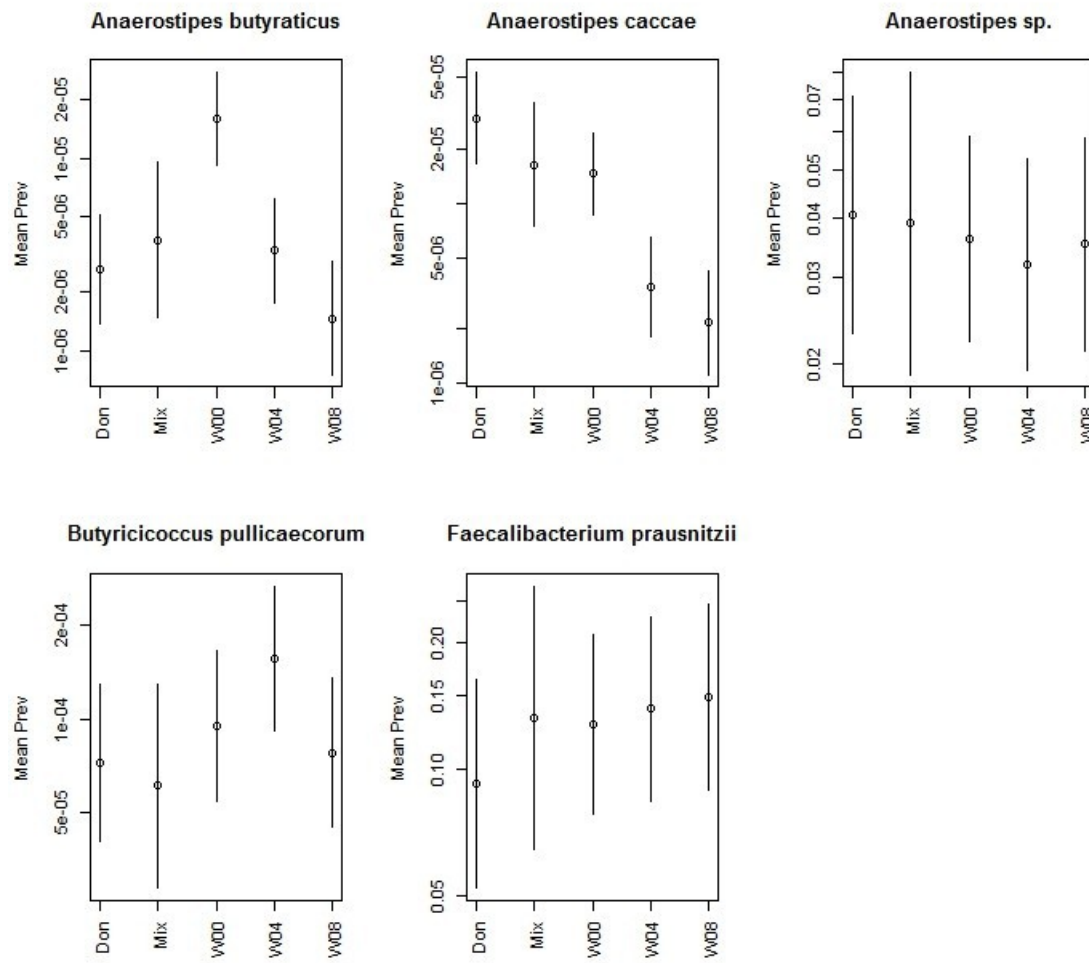 Anaerostipes butyraticus
Mean Prev
2e-05
1e-05
5e-06
2e-06
1e-06
Don
Mix
W00
W04
W08
Anaerostipes caccae
Mean Prev
5e-05
2e-05
5e-06
1e-06
Don
Mix
W00
W04
W08
Anaerostipes sp.
Mean Prev
0.07
0.05
0.04
0.03
0.02
Don
Mix
W00
W04
W08
Butyricicoccus pullicaecorum
Mean Prev
2e-04
1e-04
5e-05
Don
Mix
W00
W04
W08
Faecalibacterium prausnitzii
Mean Prev
0.20
0.15
0.10
0.05
Don
Mix
W00
W04
W08